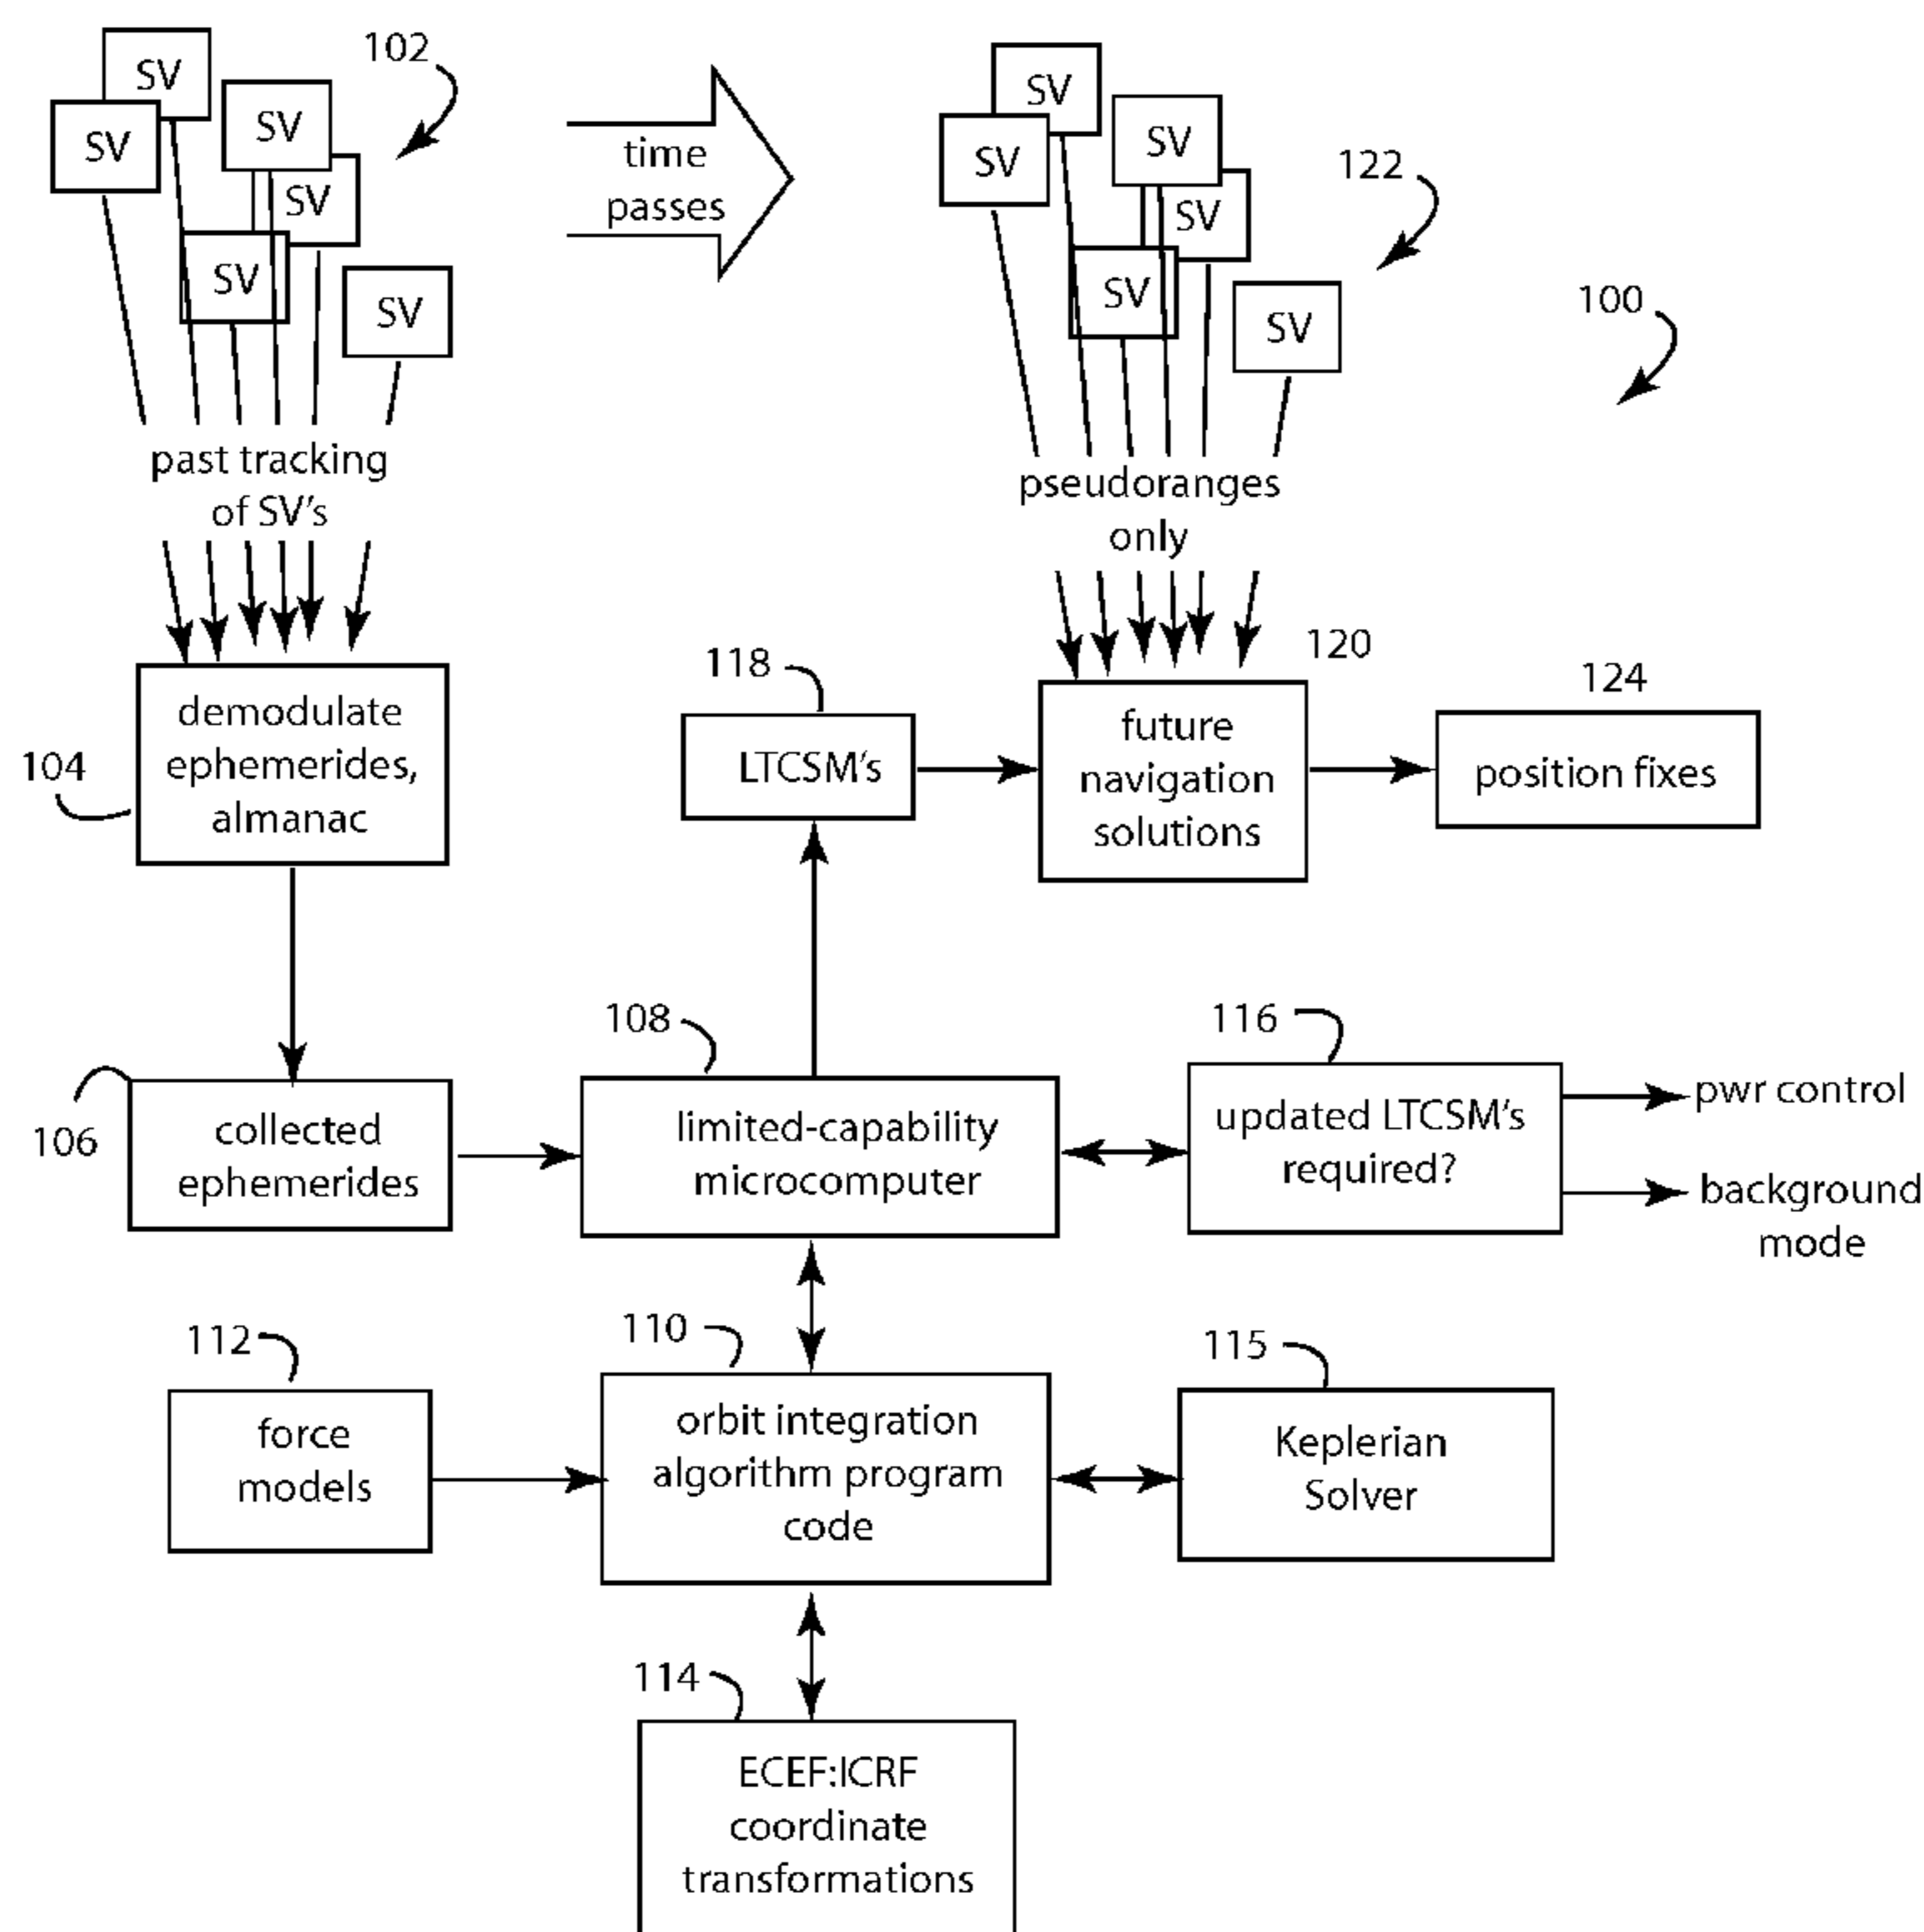 102
SV
SV
SV
SV
SV
SV
time
passes
SV
SV
SV
SV
SV
SV
122
100
past tracking
of SV's
pseudoranges
only
104
demodulate
ephemerides,
almanac
118
LTCSM's
120
future
navigation
solutions
124
position fixes
106
collected
ephemerides
108
limited-capability
microcomputer
116
updated LTCSM's
required?
pwr control
background
mode
112
force
models
110
orbit integration
algorithm program
code
115
Keplerian
Solver
114
ECEF:ICRF
coordinate
transformations